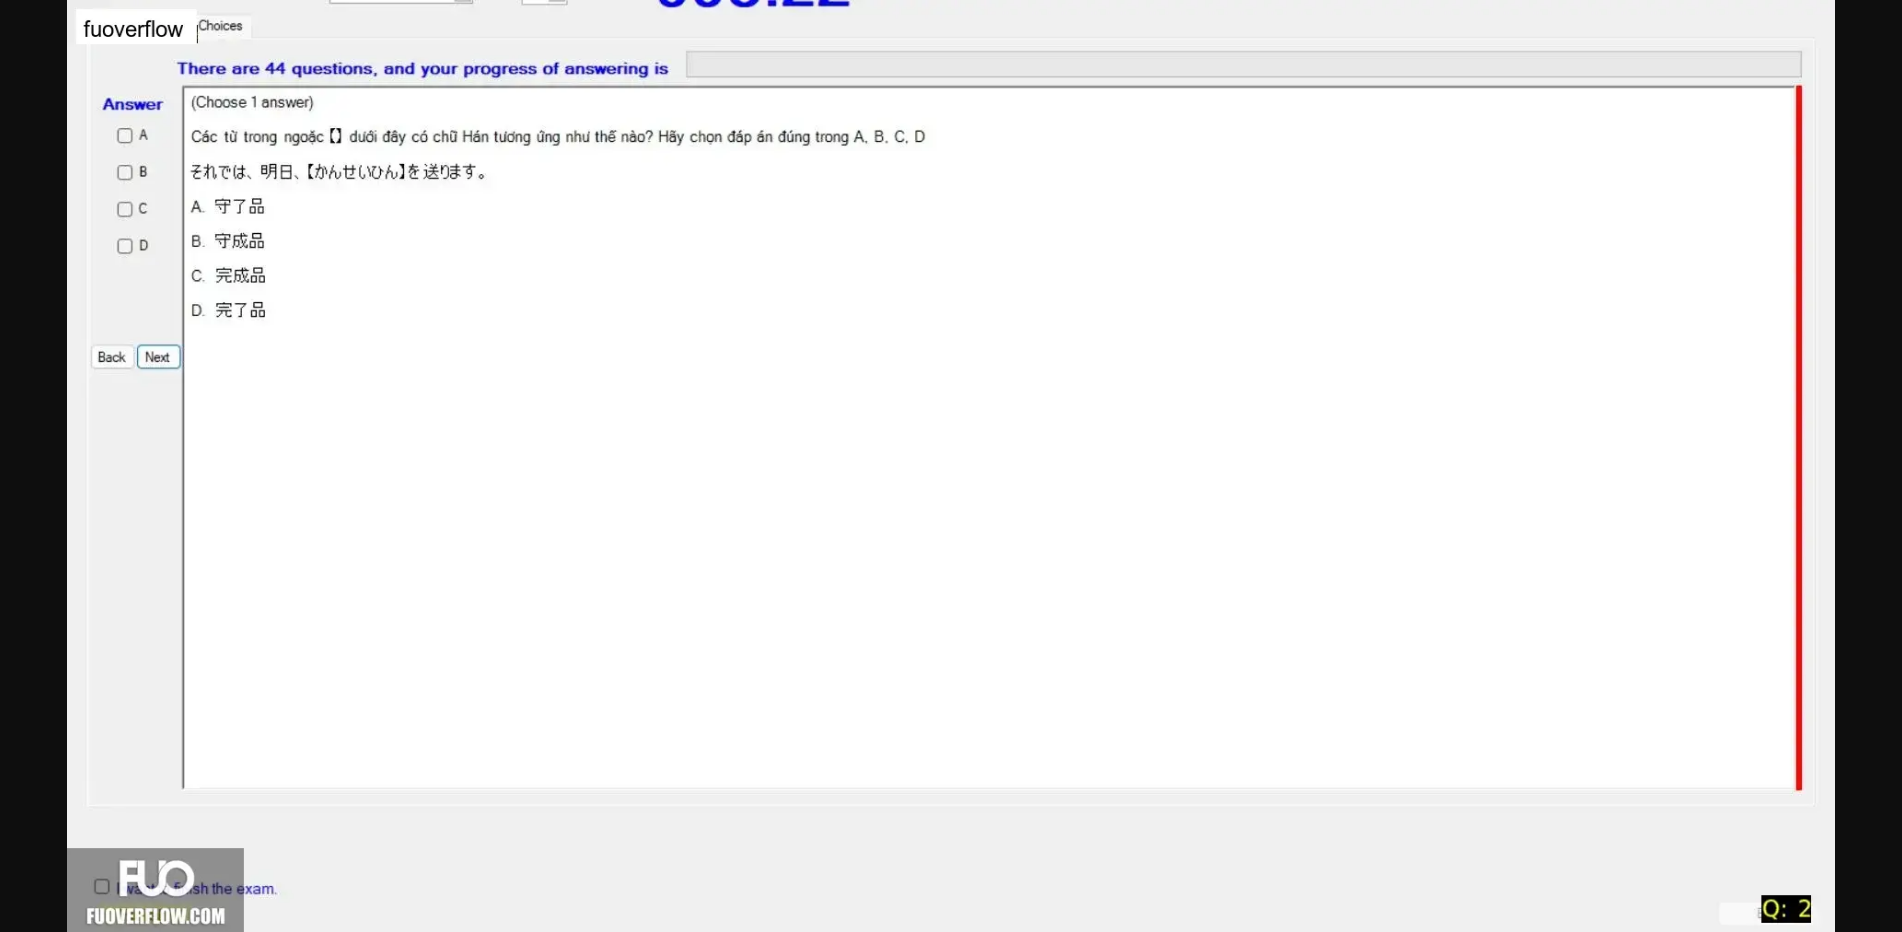 fuoverflow
Choices
There are 44 questions, and your progress of answering is
Answer
(Choose 1 answer)
A
Các từ trong ngoặc 【】 dưới đây có chữ Hán tương ứng như thế nào? Hãy chọn đáp án đúng trong A, B, C, D
B
それでは、明日、【かんせいひん】を送ります。
C
A. 守了品
D
B. 守成品
C. 完成品
D. 完了品
Back
Next
FUO
the exam.
FUOVERFLOW.COM
Q: 2